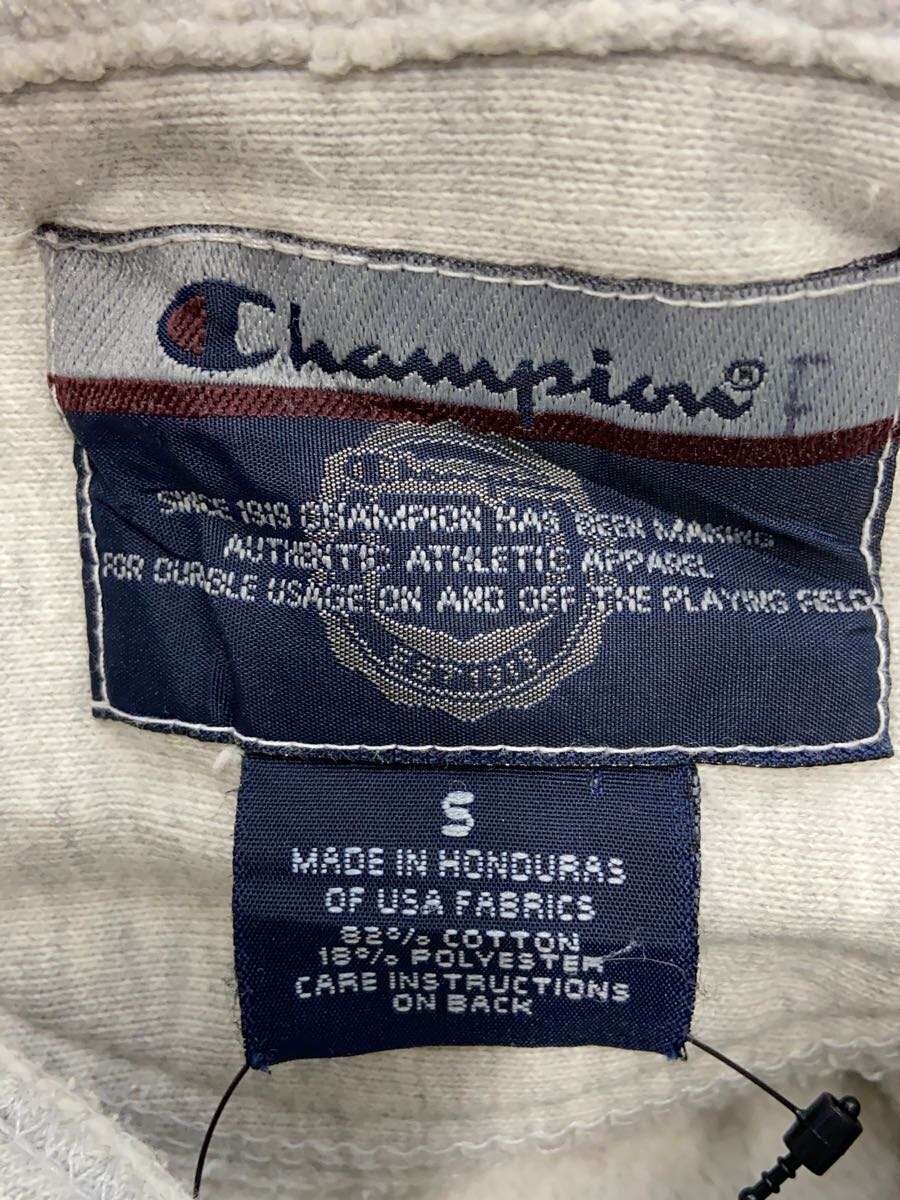 Champion®
SINCE 1919 CHAMPION HAS BEEN MAKING
AUTHENTIC ATHLETIC APPAREL
FOR DURABLE USAGE ON AND OFF THE PLAYING FIELD
S
MADE IN HONDURAS
OF USA FABRICS
82% COTTON
18% POLYESTER
CARE INSTRUCTIONS
ON BACK